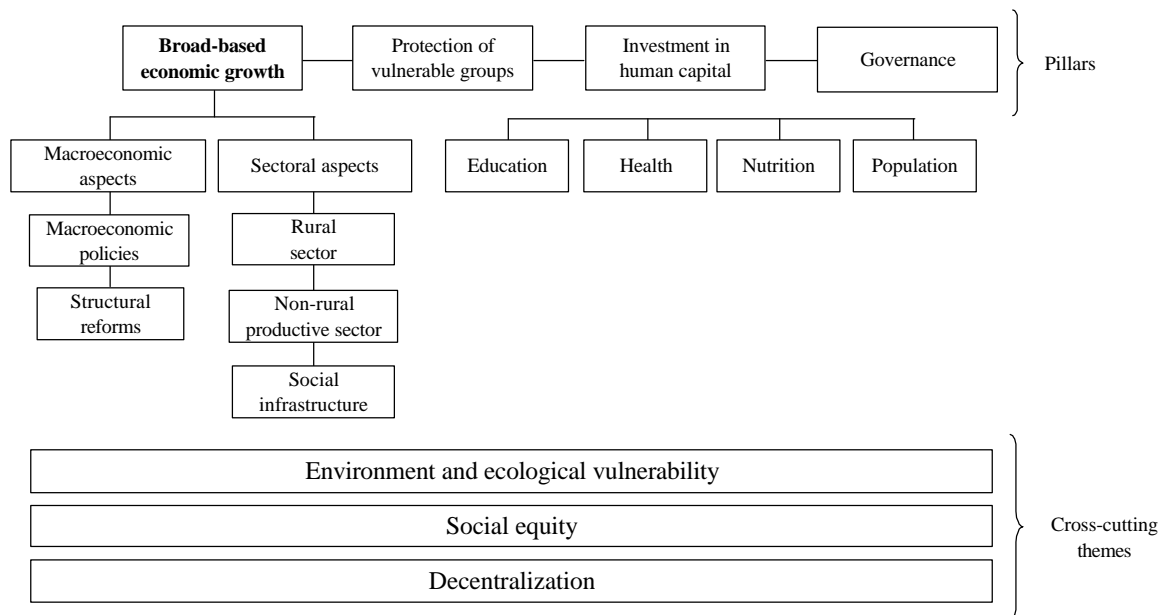 Broad-based
economic growth
Protection of
vulnerable groups
Investment in
human capital
Governance
Pillars
Macroeconomic
aspects
Sectoral aspects
Education
Health
Nutrition
Population
Macroeconomic
policies
Rural
sector
Structural
reforms
Non-rural
productive sector
Social
infrastructure
Environment and ecological vulnerability
Social equity
Decentralization
Cross-cutting
themes